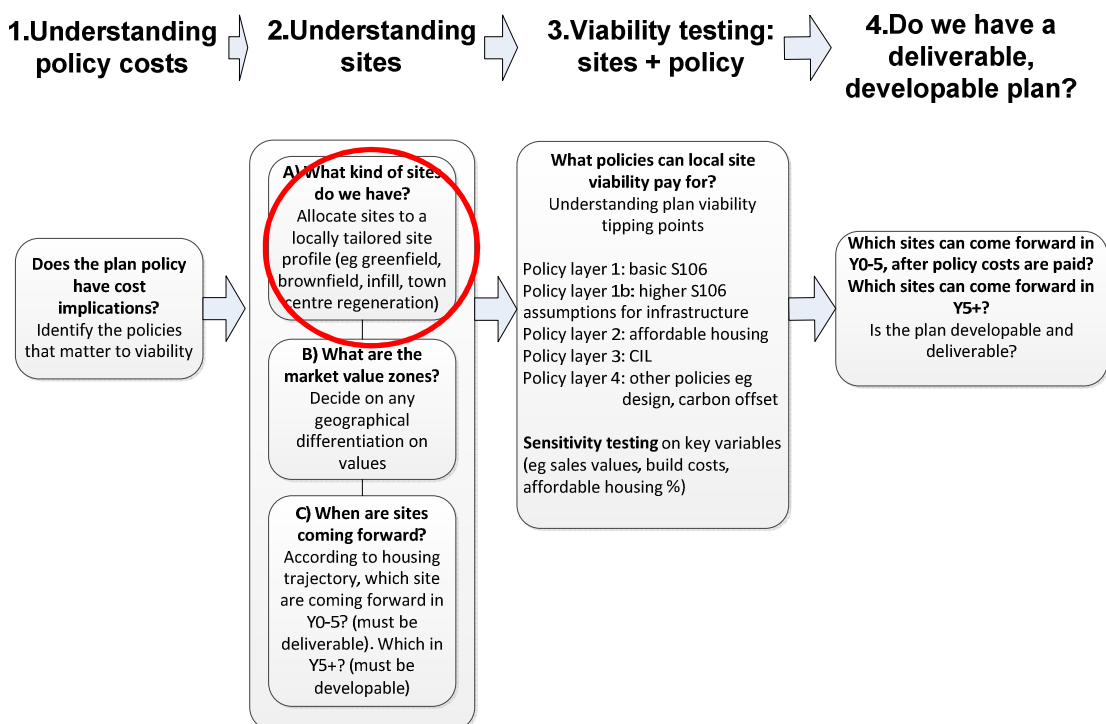 1.Understanding
policy costs
2.Understanding
sites
3.Viability testing:
sites + policy
4.Do we have a
deliverable,
developable plan?
Does the plan policy
have cost
implications?
Identify the policies
that matter to viability
A) What kind of sites
do we have?
Allocate sites to a
locally tailored site
profile (eg greenfield,
brownfield, infill, town
centre regeneration)
B) What are the
market value zones?
Decide on any
geographical
differentiation on
values
C) When are sites
coming forward?
According to housing
trajectory, which site
are coming forward in
Y0-5? (must be
deliverable). Which in
Y5+? (must be
developable)
What policies can local site
viability pay for?
Understanding plan viability
tipping points
Policy layer 1: basic S106
Policy layer 1b: higher S106
assumptions for infrastructure
Policy layer 2: affordable housing
Policy layer 3: CIL
Policy layer 4: other policies eg
design, carbon offset
Sensitivity testing on key variables
(eg sales values, build costs,
affordable housing %)
Which sites can come forward in
Y0-5, after policy costs are paid?
Which sites can come forward in
Y5+?
Is the plan developable and
deliverable?